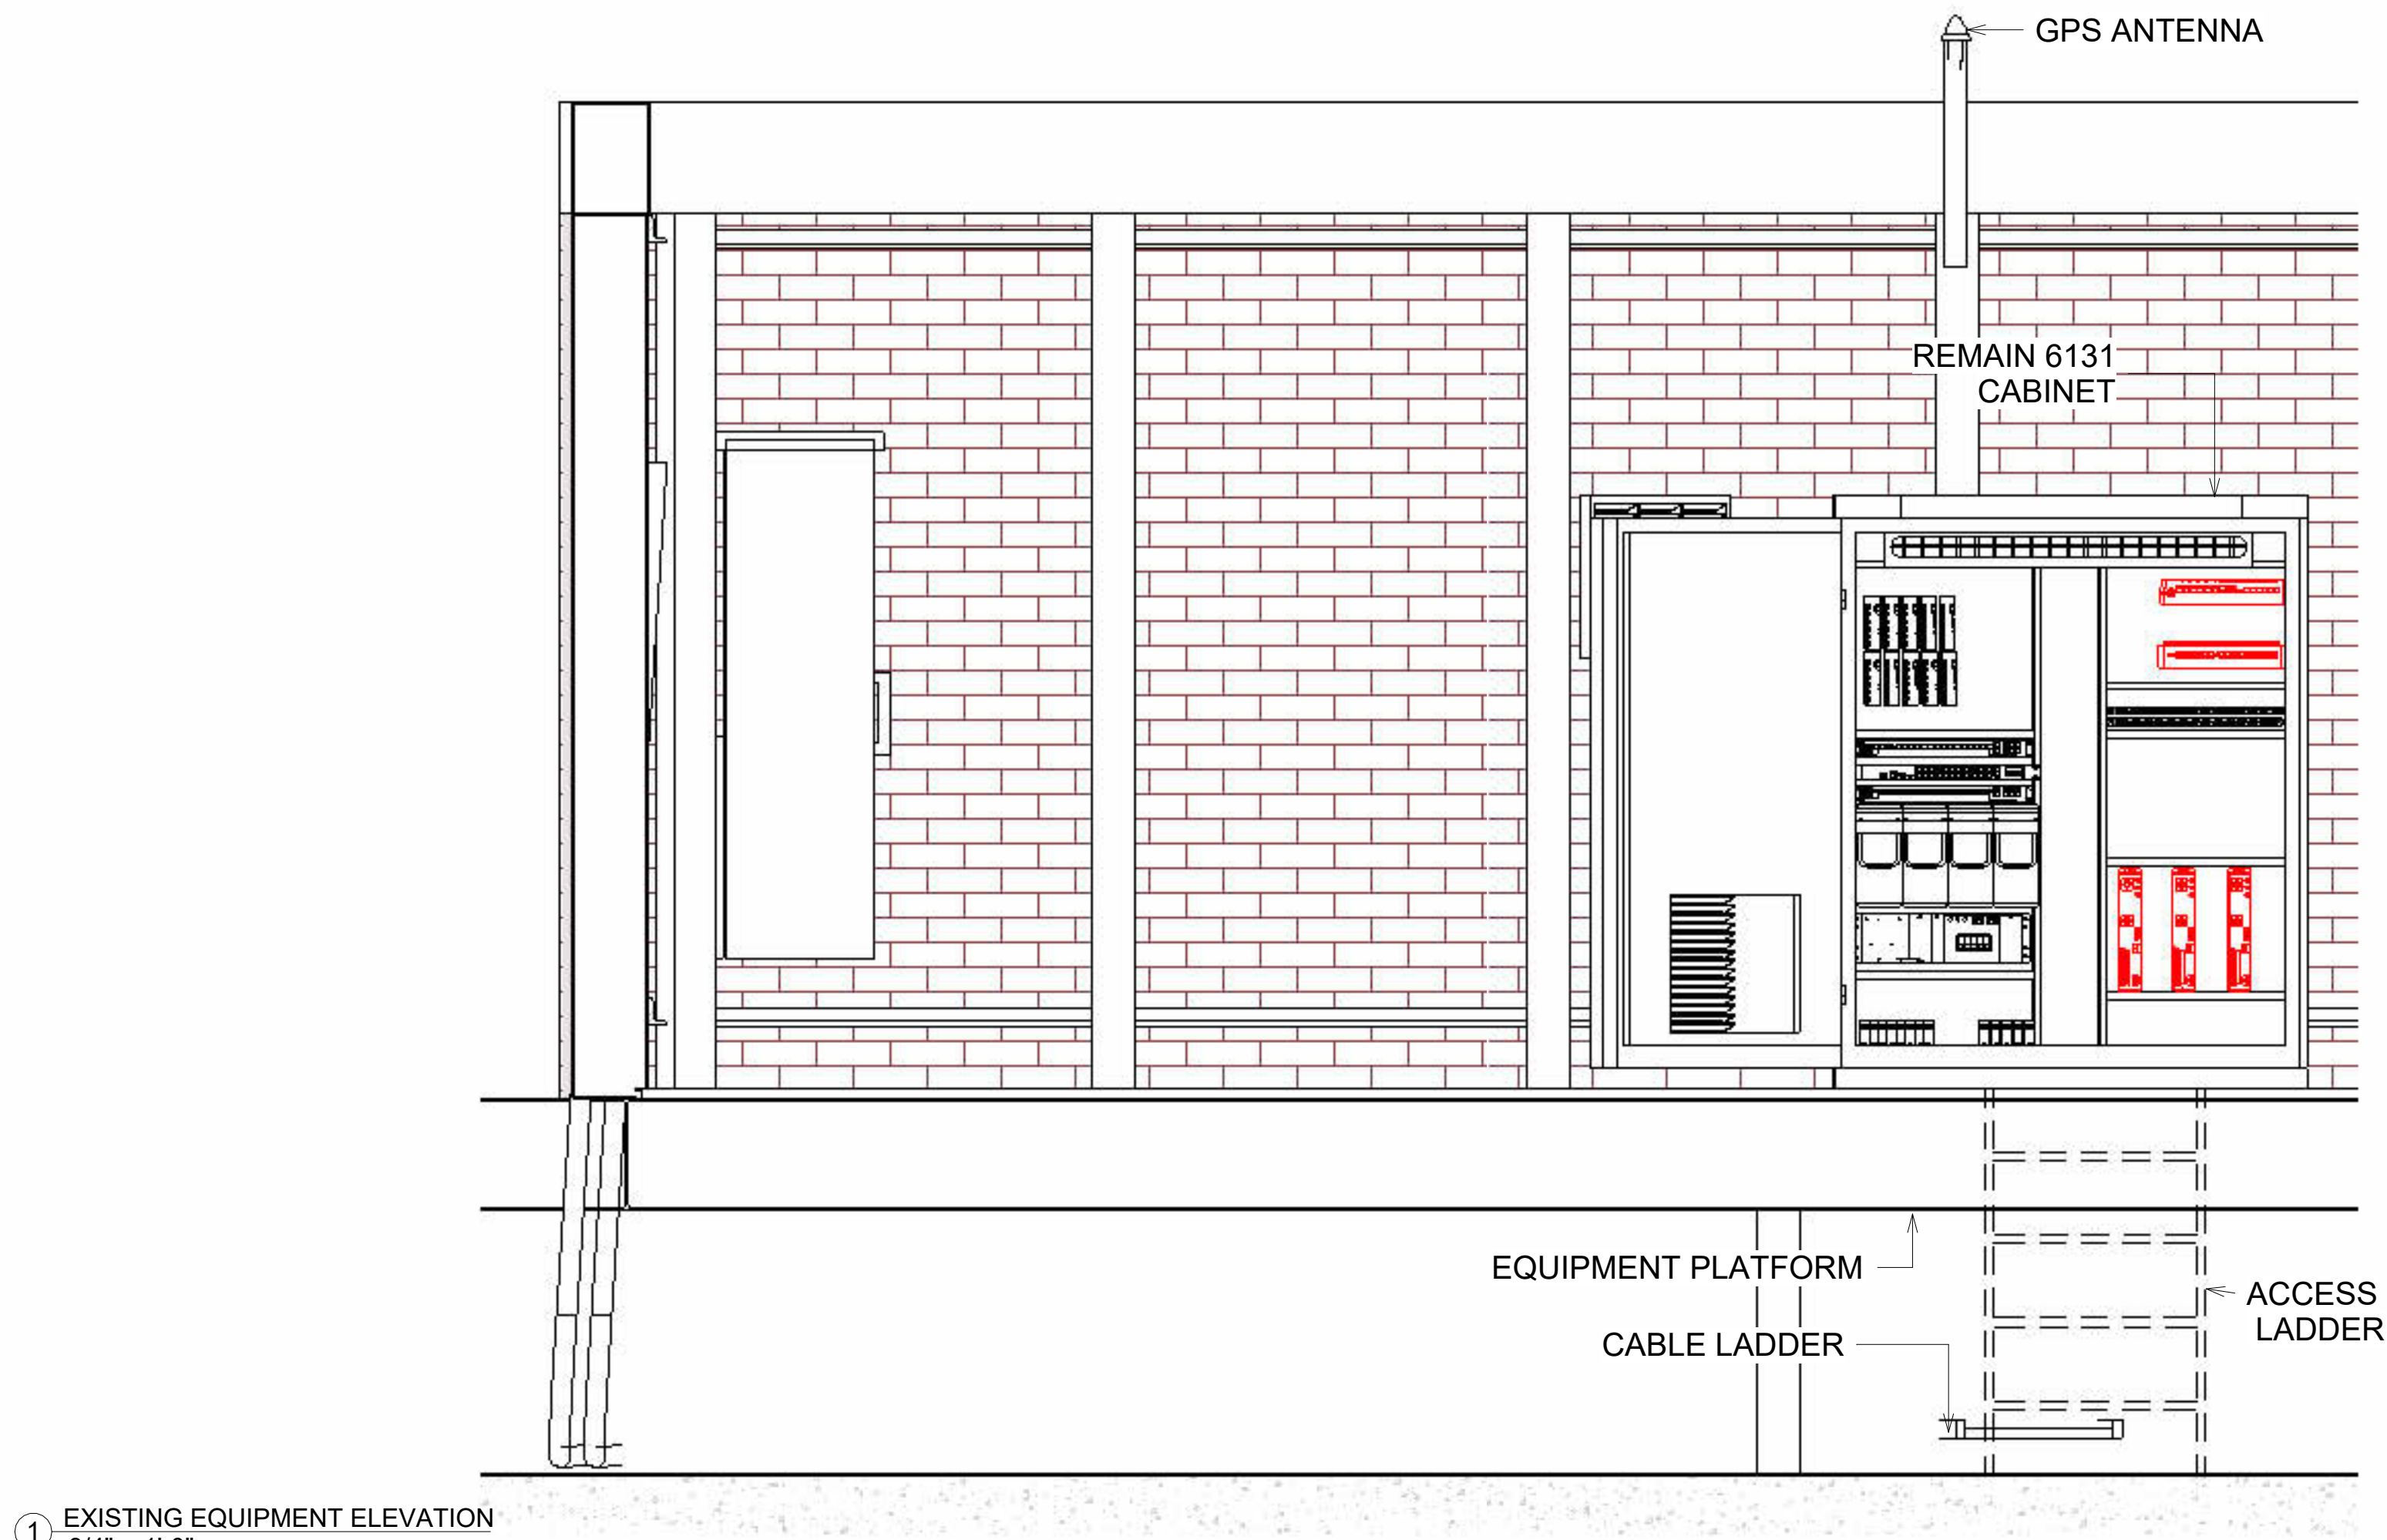 GPS ANTENNA
REMAIN 6131
CABINET
EQUIPMENT PLATFORM
ACCESS
LADDER
CABLE LADDER
1
EXISTING EQUIPMENT ELEVATION